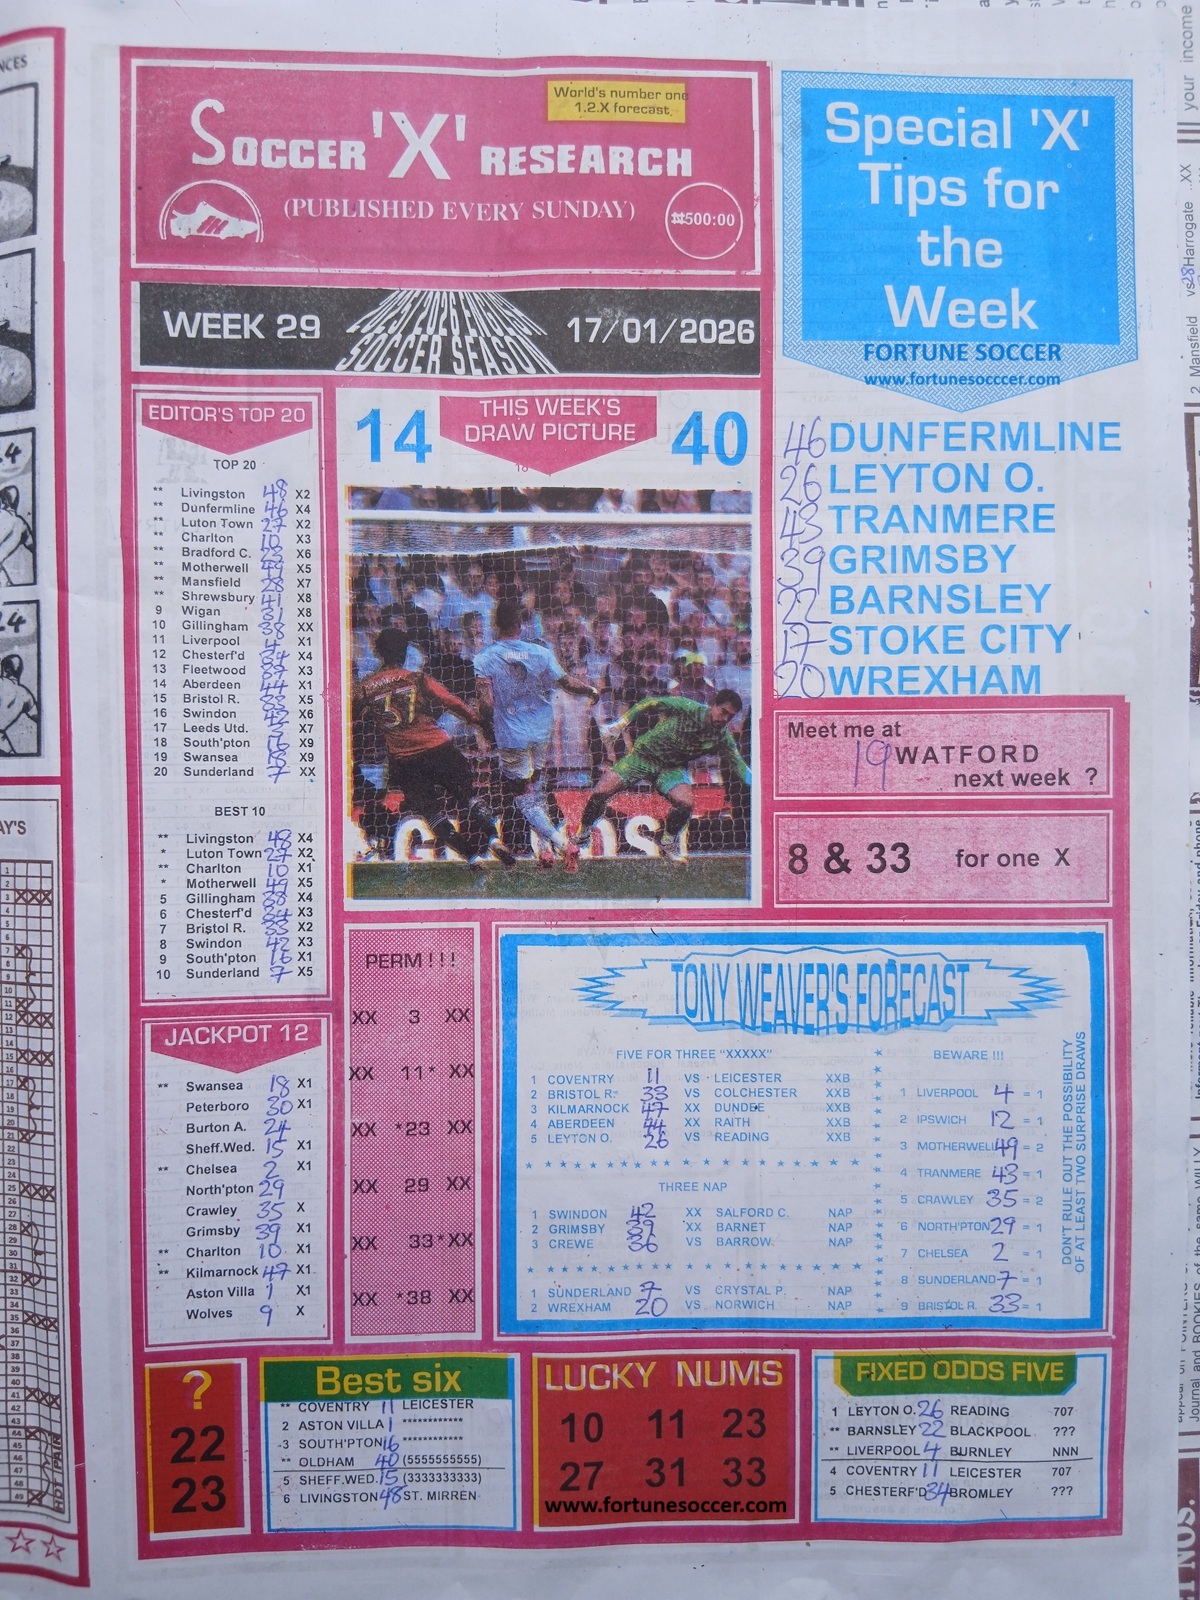 World's number one
1.2.X forecast
SOCCER 'X' RESEARCH
(PUBLISHED EVERY SUNDAY)
₦500:00
WEEK 29
2025/2026 ENGLISH
SOCCER SEASON
17/01/2026
Special 'X'
Tips for
the
Week
FORTUNE SOCCER
www.fortunesocccer.com
46 DUNFERMLINE
26 LEYTON O.
43 TRANMERE
39 GRIMSBY
22 BARNSLEY
17 STOKE CITY
20 WREXHAM
Meet me at
19 WATFORD
next week ?
8 & 33 for one X
EDITOR'S TOP 20
TOP 20
** Livingston 48 X2
** Dunfermline 46 X4
** Luton Town 27 X2
** Charlton 10 X3
** Bradford C. 23 X6
** Motherwell 49 X5
** Mansfield 28 X7
** Shrewsbury 41 X8
9 Wigan 31 X8
10 Gillingham 38 XX
11 Liverpool 4 X1
12 Chesterf'd 34 X4
13 Fleetwood 37 X3
14 Aberdeen 44 X1
15 Bristol R. 33 X5
16 Swindon 42 X6
17 Leeds Utd. 3 X7
18 South'pton 16 X9
19 Swansea 18 X9
20 Sunderland 7 XX
BEST 10
** Livingston 48 X4
* Luton Town 27 X2
** Charlton 10 X1
* Motherwell 49 X5
5 Gillingham 38 X4
6 Chesterf'd 34 X3
7 Bristol R. 33 X2
8 Swindon 42 X3
9 South'pton 16 X1
10 Sunderland 7 X5
14
THIS WEEK'S
DRAW PICTURE
40
37
JACKPOT 12
** Swansea 18 X1
Peterboro 30 X1
Burton A. 24
Sheff.Wed. 15 X1
** Chelsea 2 X1
North'pton 29
Crawley 35 X
Grimsby 39 X1
** Charlton 10 X1
** Kilmarnock 47 X1
Aston Villa 1 X1
Wolves 9 X
PERM ! ! !
XX 3 XX
XX 11* XX
XX *23 XX
XX 29 XX
XX 33* XX
XX *38 XX
TONY WEAVER'S FORECAST
FIVE FOR THREE "XXXXX"
1 COVENTRY 11 VS LEICESTER XXB
2 BRISTOL R. 33 VS COLCHESTER XXB
3 KILMARNOCK 47 XX DUNDEE XXB
4 ABERDEEN 44 XX RAITH XXB
5 LEYTON O. 26 VS READING XXB
THREE NAP
1 SWINDON 42 XX SALFORD C. NAP
2 GRIMSBY 39 XX BARNET NAP
3 CREWE 36 VS BARROW. NAP
1 SUNDERLAND 7 VS CRYSTAL P. NAP
2 WREXHAM 20 VS NORWICH NAP
BEWARE !!!
1 LIVERPOOL 4 = 1
2 IPSWICH 12 = 1
3 MOTHERWELL 49 = 2
4 TRANMERE 43 = 1
5 CRAWLEY 35 = 2
6 NORTH'PTON 29 = 1
7 CHELSEA 2 = 1
8 SUNDERLAND 7 = 1
9 BRISTOL R. 33 = 1
DON'T RULE OUT THE POSSIBILITY
OF AT LEAST TWO SURPRISE DRAWS
?
22
23
Best six
** COVENTRY 11 LEICESTER
2 ASTON VILLA 1 ************
-3 SOUTH'PTON 16 ************
** OLDHAM 40 (5555555555)
5 SHEFF.WED. 15 (3333333333)
6 LIVINGSTON 48 ST. MIRREN
LUCKY NUMS
10 11 23
27 31 33
www.fortunesoccer.com
FIXED ODDS FIVE
1 LEYTON O. 26 READING 707
** BARNSLEY 22 BLACKPOOL ???
** LIVERPOOL 4 BURNLEY NNN
4 COVENTRY 11 LEICESTER 707
5 CHESTERF'D 34 BROMLEY ???
HOT PAIR
2 Mansfield vs 28 Harrogate .XX
your income